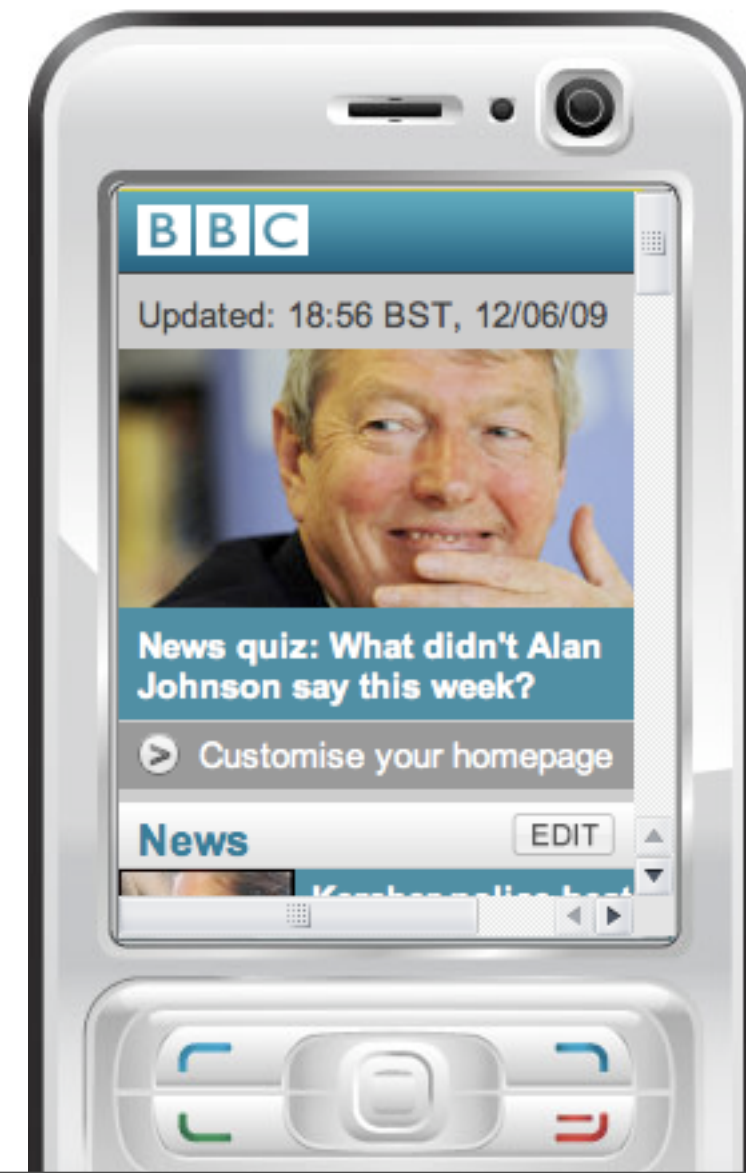 BBC
Updated: 18:56 BST, 12/06/09
News quiz: What didn't Alan
Johnson say this week?
Customise your homepage
News
EDIT